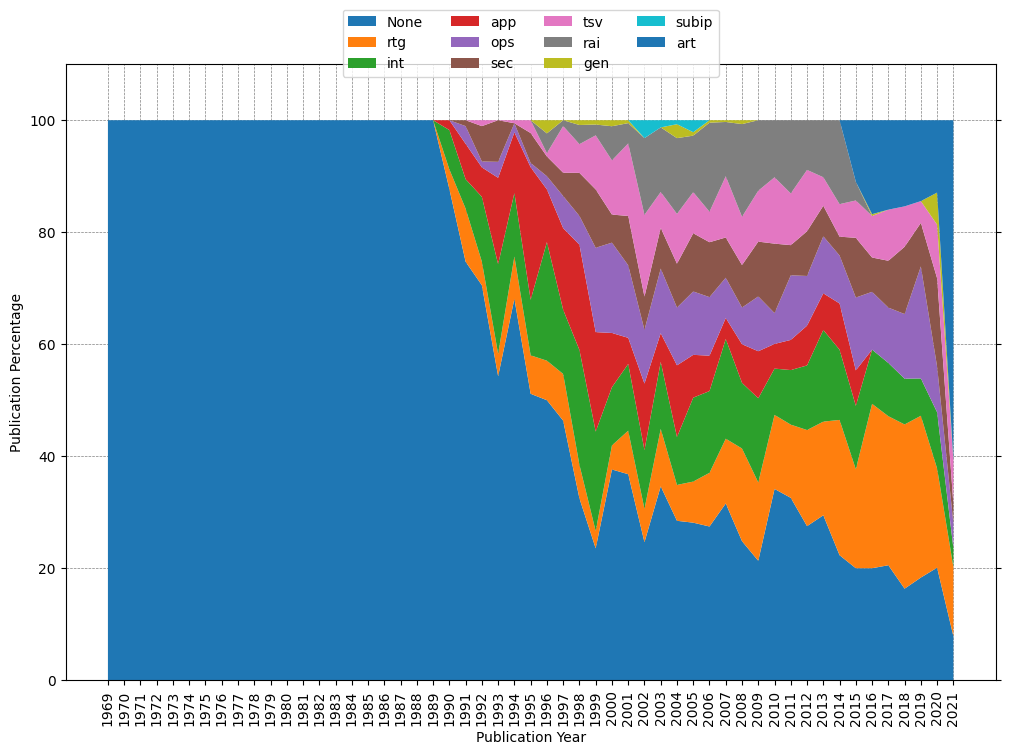 None app tsv subip
rtg ops rai art
int sec gen
100
80
60
40
20
0
Publication Percentage
1969 1970 1971 1972 1973 1974 1975 1976 1977 1978 1979 1980 1981 1982 1983 1984 1985 1986 1987 1988 1989 1990 1991 1992 1993 1994 1995 1996 1997 1998 1999 2000 2001 2002 2003 2004 2005 2006 2007 2008 2009 2010 2011 2012 2013 2014 2015 2016 2017 2018 2019 2020 2021
Publication Year